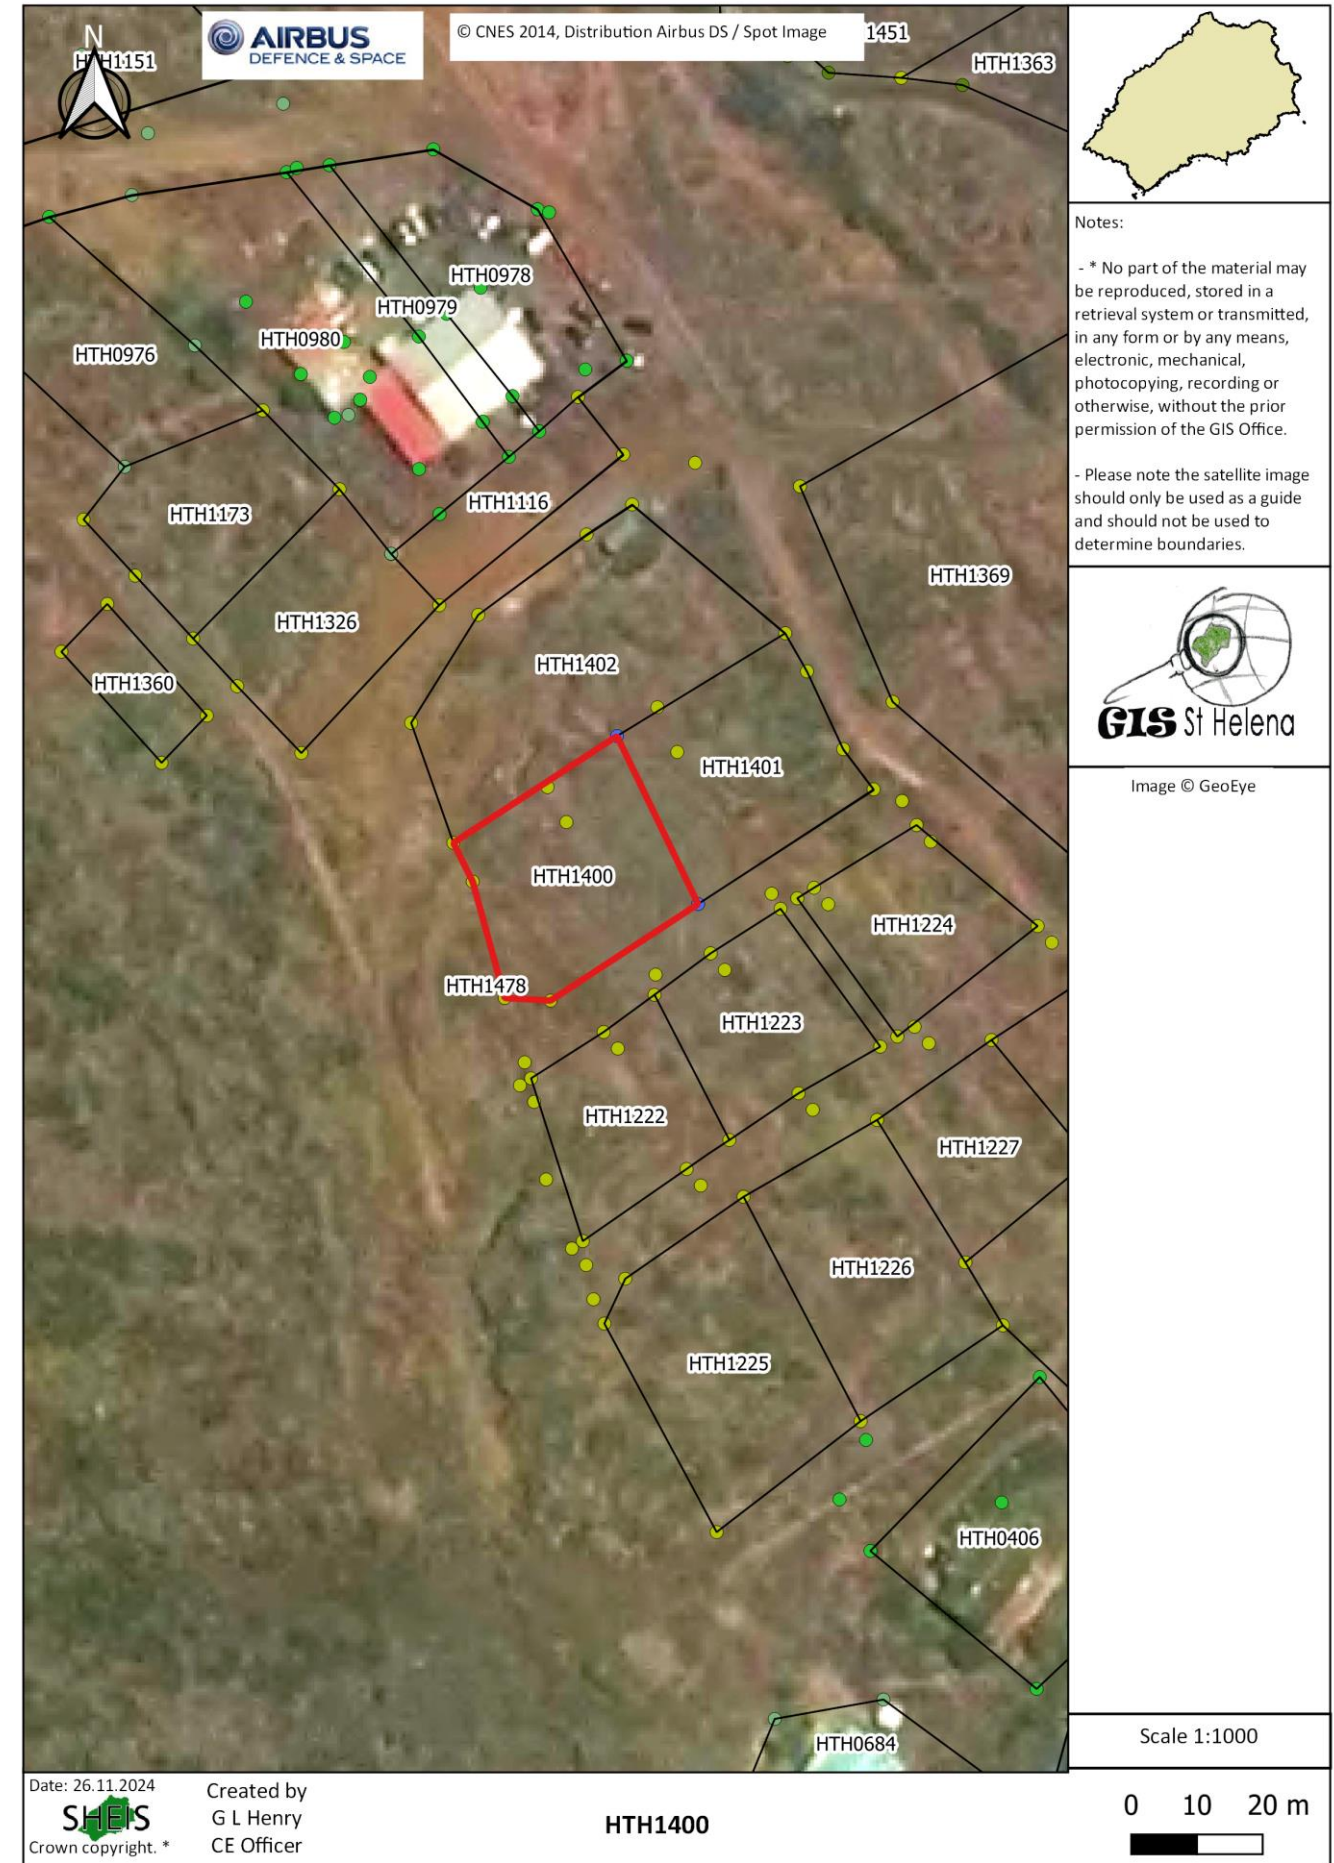 N
HTH1151
AIRBUS
DEFENCE & SPACE
© CNES 2014, Distribution Airbus DS / Spot Image
1451
HTH1363
HTH0978
HTH0979
HTH0980
HTH0976
HTH1116
HTH1173
HTH1369
HTH1326
HTH1402
HTH1360
HTH1401
HTH1400
HTH1224
HTH1478
HTH1223
HTH1222
HTH1227
HTH1226
HTH1225
HTH0406
HTH0684
Notes:
- * No part of the material may
be reproduced, stored in a
retrieval system or transmitted,
in any form or by any means,
electronic, mechanical,
photocopying, recording or
otherwise, without the prior
permission of the GIS Office.
- Please note the satellite image
should only be used as a guide
and should not be used to
determine boundaries.
GIS St Helena
Image © GeoEye
Scale 1:1000
Date: 26.11.2024
SHEIS
Crown copyright. *
Created by
G L Henry
CE Officer
HTH1400
0 10 20 m